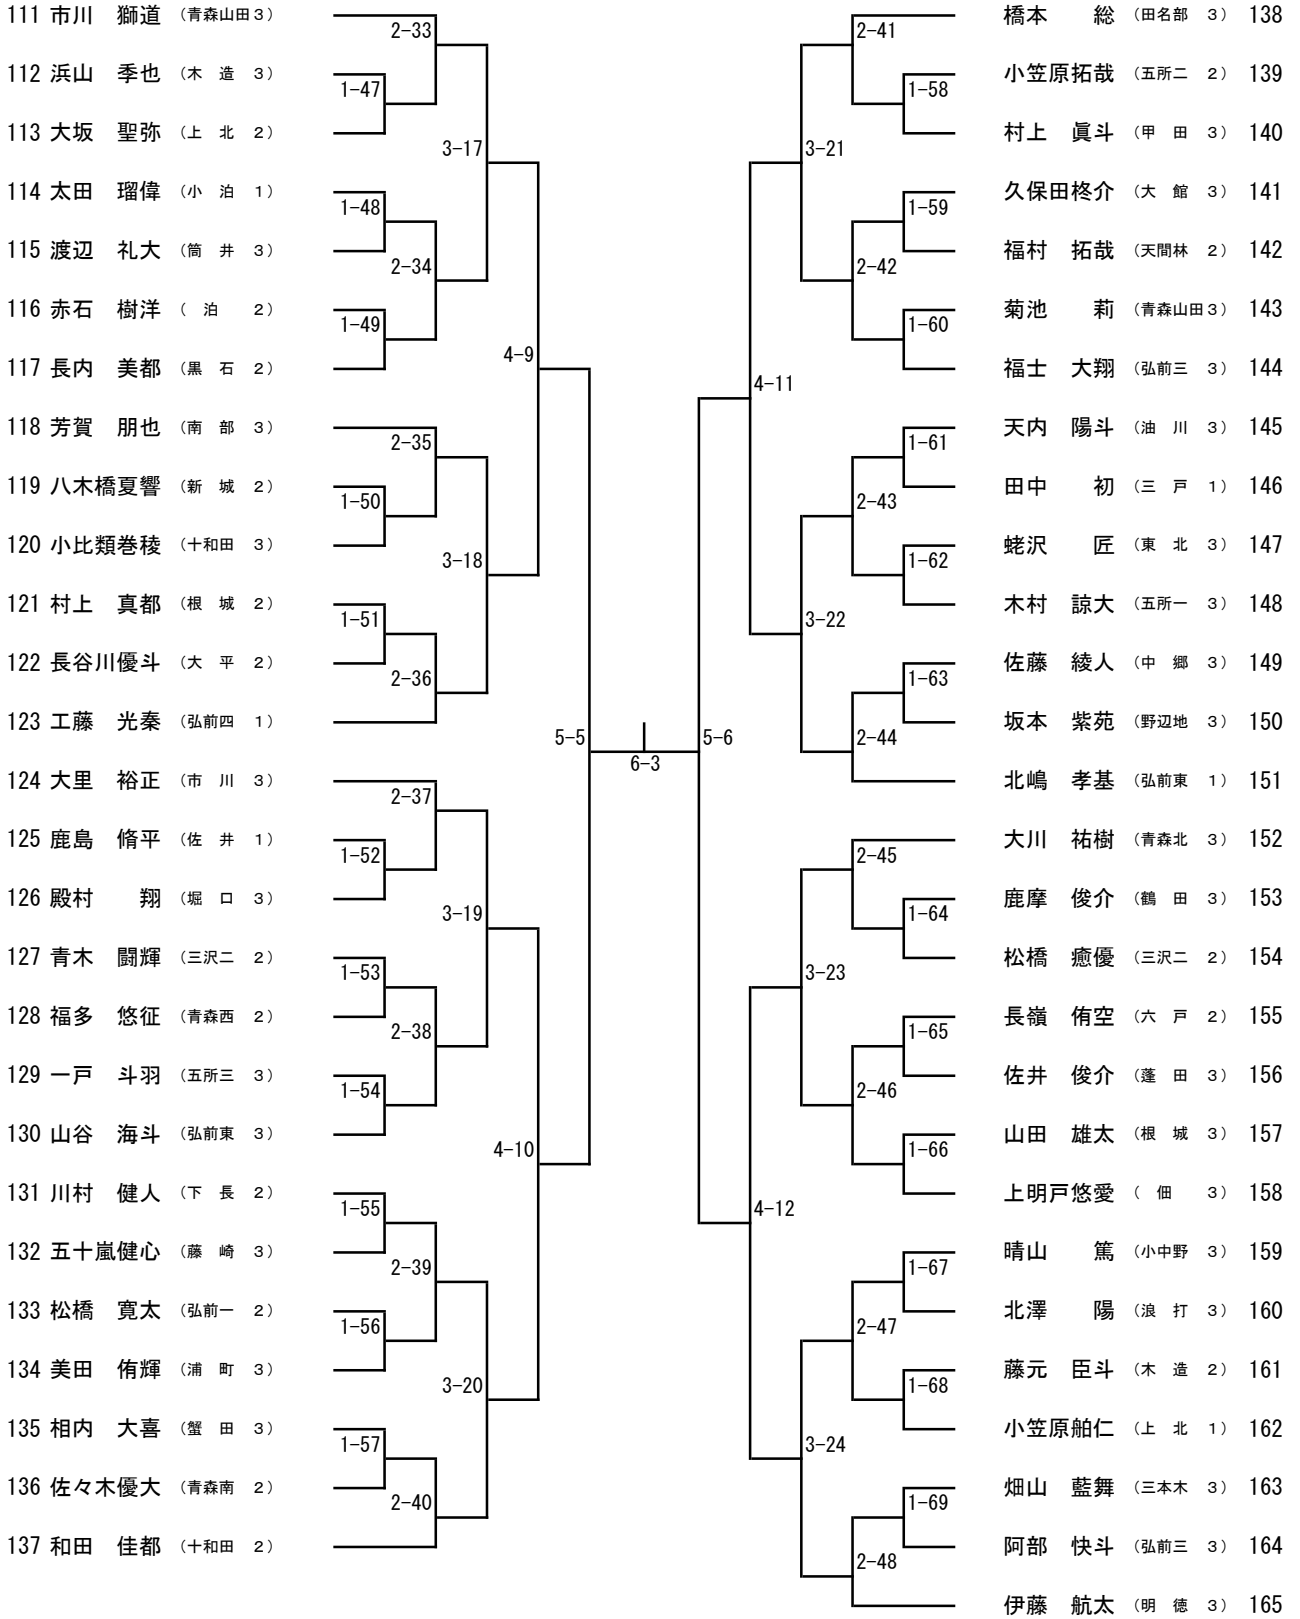 111 市川 獅道 （青森山田3）
2-33
112 浜山 季也 （木 造 3）
1-47
113 大坂 聖弥 （上 北 2）
3-17
114 太田 瑠偉 （小 泊 1）
1-48
115 渡辺 礼大 （筒 井 3）
2-34
116 赤石 樹洋 （ 泊 2）
1-49
117 長内 美都 （黒 石 2）
4-9
118 芳賀 朋也 （南 部 3）
2-35
119 八木橋夏響 （新 城 2）
1-50
120 小比類巻稜 （十和田 3）
3-18
121 村上 真都 （根 城 2）
1-51
122 長谷川優斗 （大 平 2）
2-36
123 工藤 光秦 （弘前四 1）
5-5
124 大里 裕正 （市 川 3）
2-37
125 鹿島 脩平 （佐 井 1）
1-52
126 殿村 翔 （堀 口 3）
3-19
127 青木 闘輝 （三沢二 2）
1-53
128 福多 悠征 （青森西 2）
2-38
129 一戸 斗羽 （五所三 3）
1-54
130 山谷 海斗 （弘前東 3）
4-10
131 川村 健人 （下 長 2）
1-55
132 五十嵐健心 （藤 崎 3）
2-39
133 松橋 寛太 （弘前一 2）
1-56
134 美田 侑輝 （浦 町 3）
3-20
135 相内 大喜 （蟹 田 3）
1-57
136 佐々木優大 （青森南 2）
2-40
137 和田 佳都 （十和田 2）
6-3
橋本 総 （田名部 3） 138
2-41
小笠原拓哉 （五所二 2） 139
1-58
村上 眞斗 （甲 田 3） 140
3-21
久保田柊介 （大 館 3） 141
1-59
福村 拓哉 （天間林 2） 142
2-42
菊池 莉 （青森山田3） 143
1-60
福士 大翔 （弘前三 3） 144
4-11
天内 陽斗 （油 川 3） 145
1-61
田中 初 （三 戸 1） 146
2-43
蛯沢 匠 （東 北 3） 147
1-62
木村 諒大 （五所一 3） 148
3-22
佐藤 綾人 （中 郷 3） 149
1-63
坂本 紫苑 （野辺地 3） 150
2-44
5-6
北嶋 孝基 （弘前東 1） 151
大川 祐樹 （青森北 3） 152
2-45
鹿摩 俊介 （鶴 田 3） 153
1-64
松橋 癒優 （三沢二 2） 154
3-23
長嶺 侑空 （六 戸 2） 155
1-65
佐井 俊介 （蓬 田 3） 156
2-46
山田 雄太 （根 城 3） 157
1-66
上明戸悠愛 （ 佃 3） 158
4-12
晴山 篤 （小中野 3） 159
1-67
北澤 陽 （浪 打 3） 160
2-47
藤元 臣斗 （木 造 2） 161
1-68
小笠原舶仁 （上 北 1） 162
3-24
畑山 藍舞 （三本木 3） 163
1-69
阿部 快斗 （弘前三 3） 164
2-48
伊藤 航太 （明 徳 3） 165